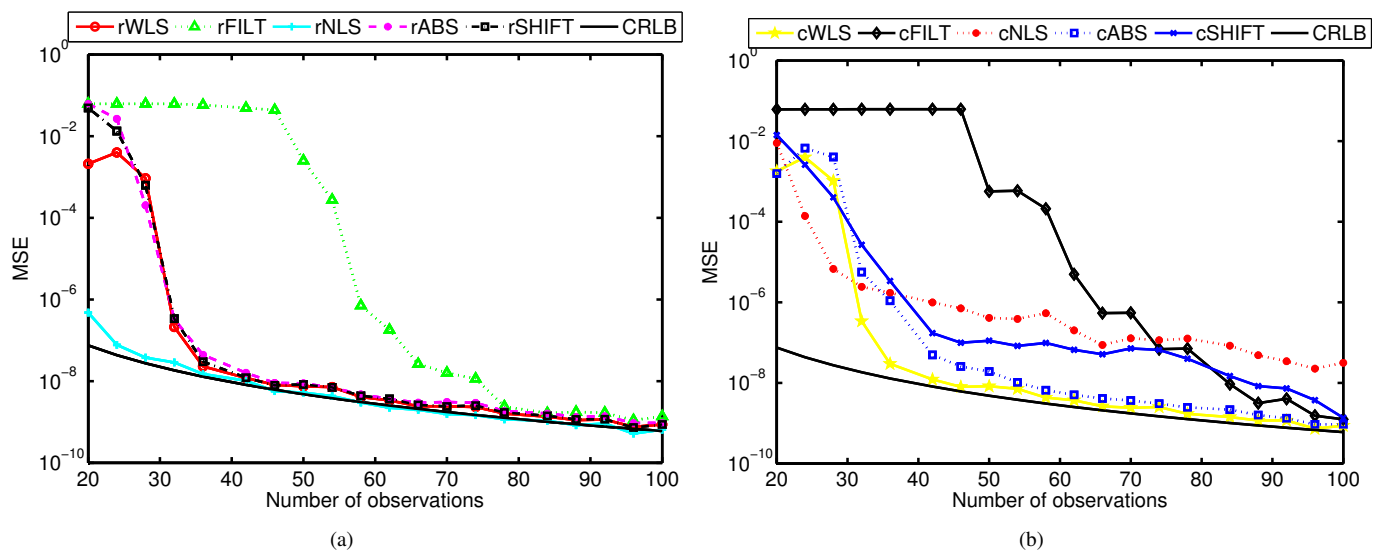 rWLS rFILT rNLS rABS rSHIFT CRLB
10^0
10^-2
10^-4
10^-6
10^-8
10^-10
MSE
20 30 40 50 60 70 80 90 100
Number of observations
(a)
cWLS cFILT cNLS cABS cSHIFT CRLB
10^0
10^-2
10^-4
10^-6
10^-8
10^-10
MSE
20 30 40 50 60 70 80 90 100
Number of observations
(b)